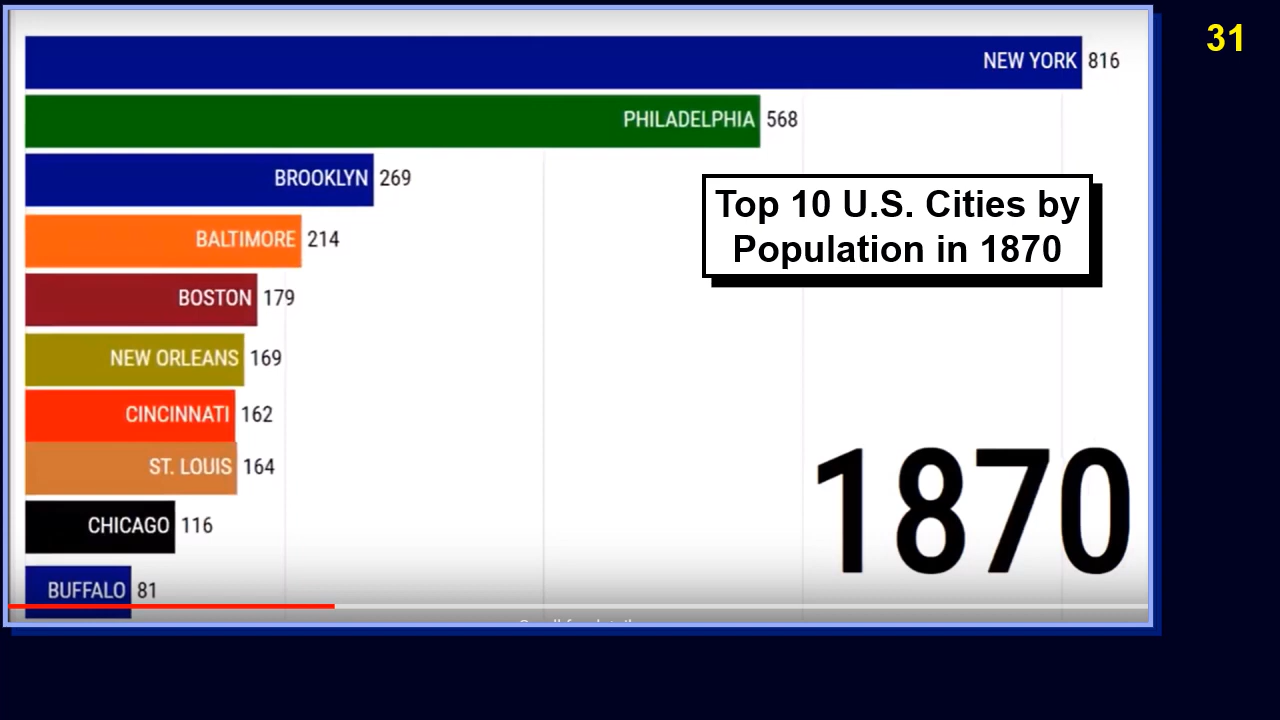 31
NEW YORK 816
PHILADELPHIA 568
BROOKLYN 269
Top 10 U.S. Cities by
Population in 1870
BALTIMORE 214
BOSTON 179
NEW ORLEANS 169
CINCINNATI 162
ST. LOUIS 164
CHICAGO 116
1870
BUFFALO 81